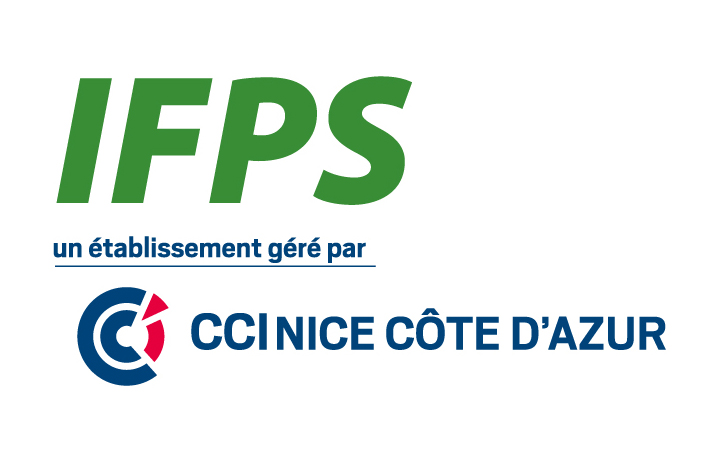 IFPS
un établissement géré par
CCI NICE CÔTE D’AZUR